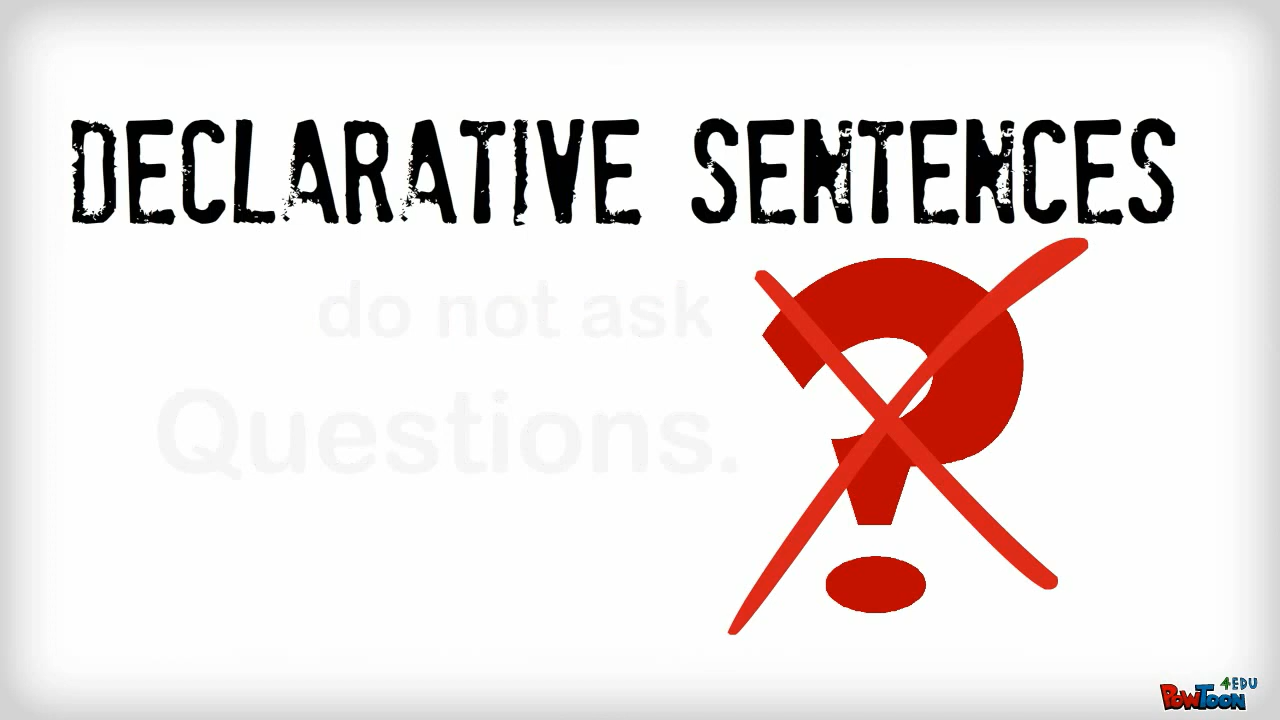 DECLARATIVE SENTENCES
do not ask
Questions.
?
4EDU
POWTOON